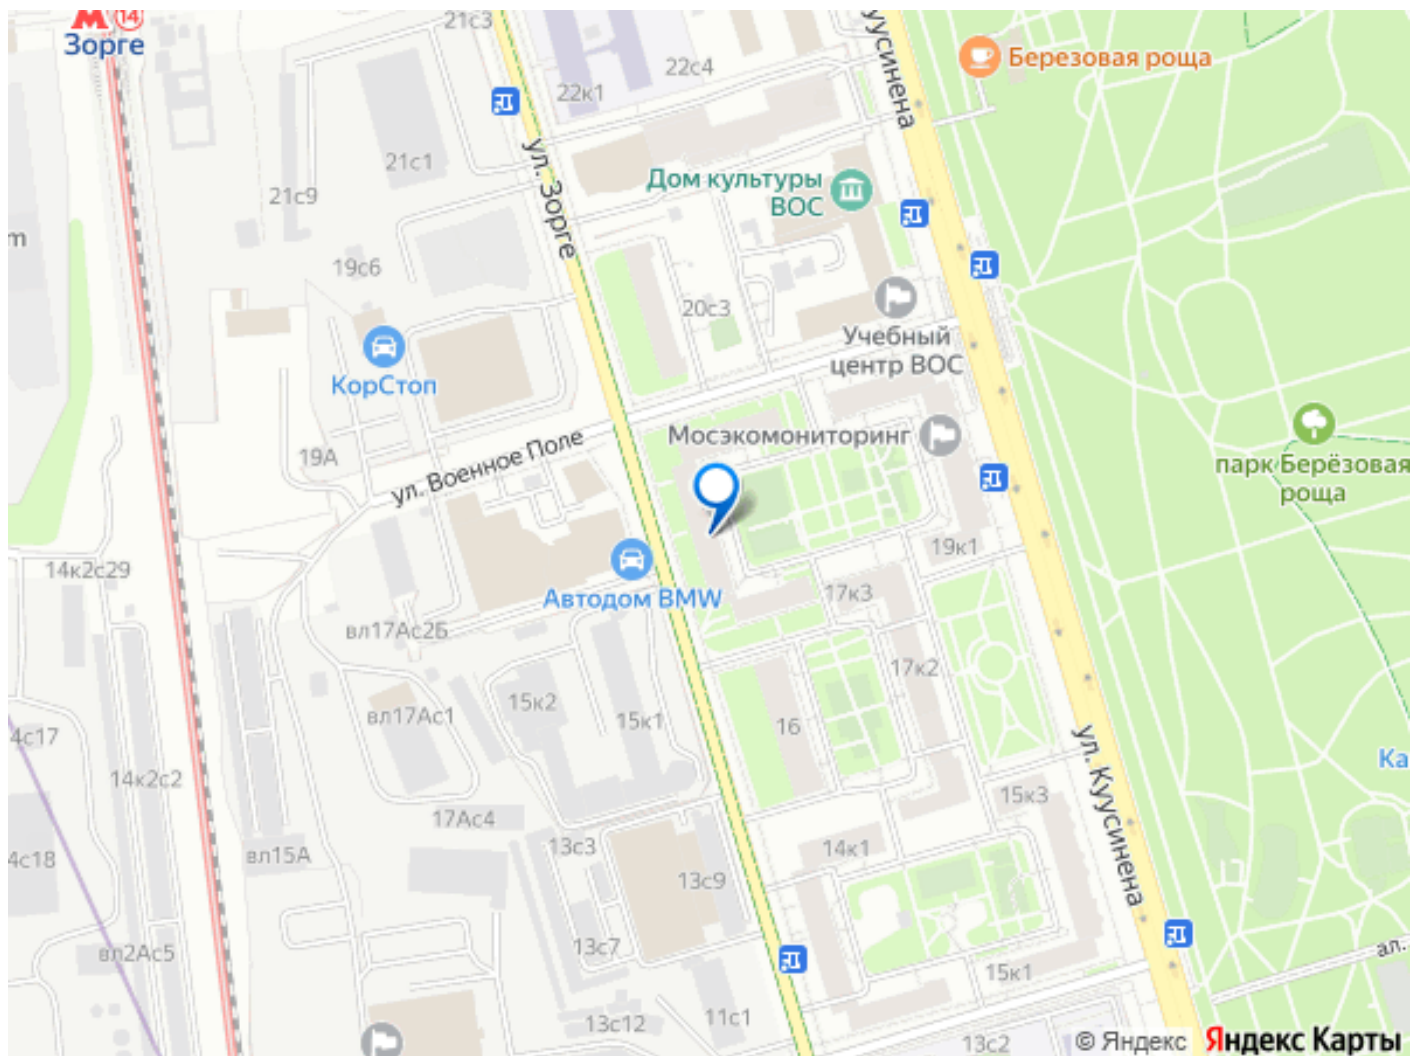 14
Зорге
21с3
уусинена
Березовая роща
22с4
22к1
21с1
ул. Зорге
Дом культуры
ВОС
21с9
m
19с6
20с3
Учебный
центр ВОС
КорСтоп
Мосэкомониторинг
19А
ул. Военное Поле
парк Берёзовая
роща
19к1
14к2с29
Автодом BMW
17к3
вл17Ас2Б
17к2
15к2
вл17Ас1
15к1
16
4с17
14к2с2
ул. Куусинена
Ка
15к3
17Ас4
13с3
14к1
4с18
вл15А
13с9
вл2Ас5
13с7
ал.
15к1
11с1
13с12
13с2
© Яндекс
Яндекс Карты